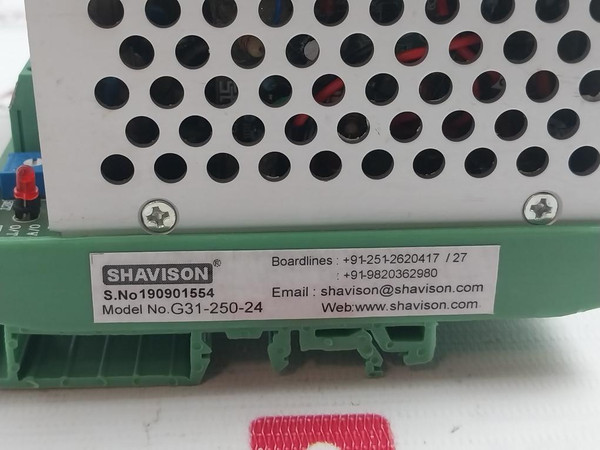 SHAVISON®
S.No190901554
Model No.G31-250-24
Boardlines : +91-251-2620417 / 27
: +91-9820362980
Email : shavison@shavison.com
Web:www.shavison.com